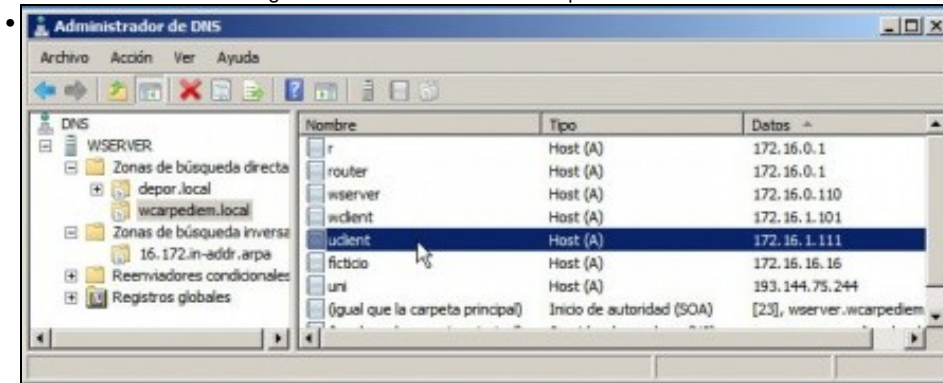 Administrador de DNS
Archivo Acción Ver Ayuda
DNS
WSERVER
Zonas de búsqueda directa
depor.local
wcarpediem.local
Zonas de búsqueda inversa
16.172.in-addr.arpa
Reenviadores condicionales
Registros globales
Nombre Tipo Datos
r Host (A) 172.16.0.1
router Host (A) 172.16.0.1
wserver Host (A) 172.16.0.110
wclient Host (A) 172.16.1.101
uclient Host (A) 172.16.1.111
ficticio Host (A) 172.16.16.16
uni Host (A) 193.144.75.244
(igual que la carpeta principal) Inicio de autoridad (SOA) [23], wserver.wcarpediem